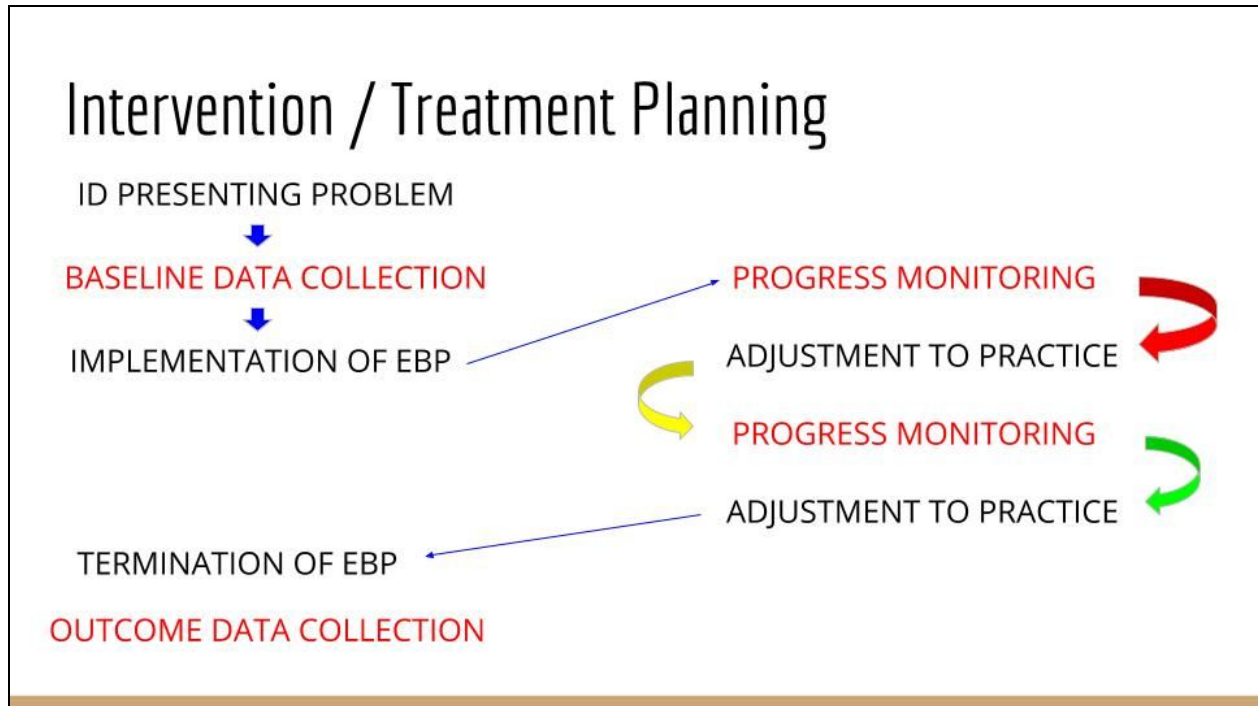 Intervention / Treatment Planning
ID PRESENTING PROBLEM
BASELINE DATA COLLECTION
IMPLEMENTATION OF EBP
PROGRESS MONITORING
ADJUSTMENT TO PRACTICE
PROGRESS MONITORING
ADJUSTMENT TO PRACTICE
TERMINATION OF EBP
OUTCOME DATA COLLECTION